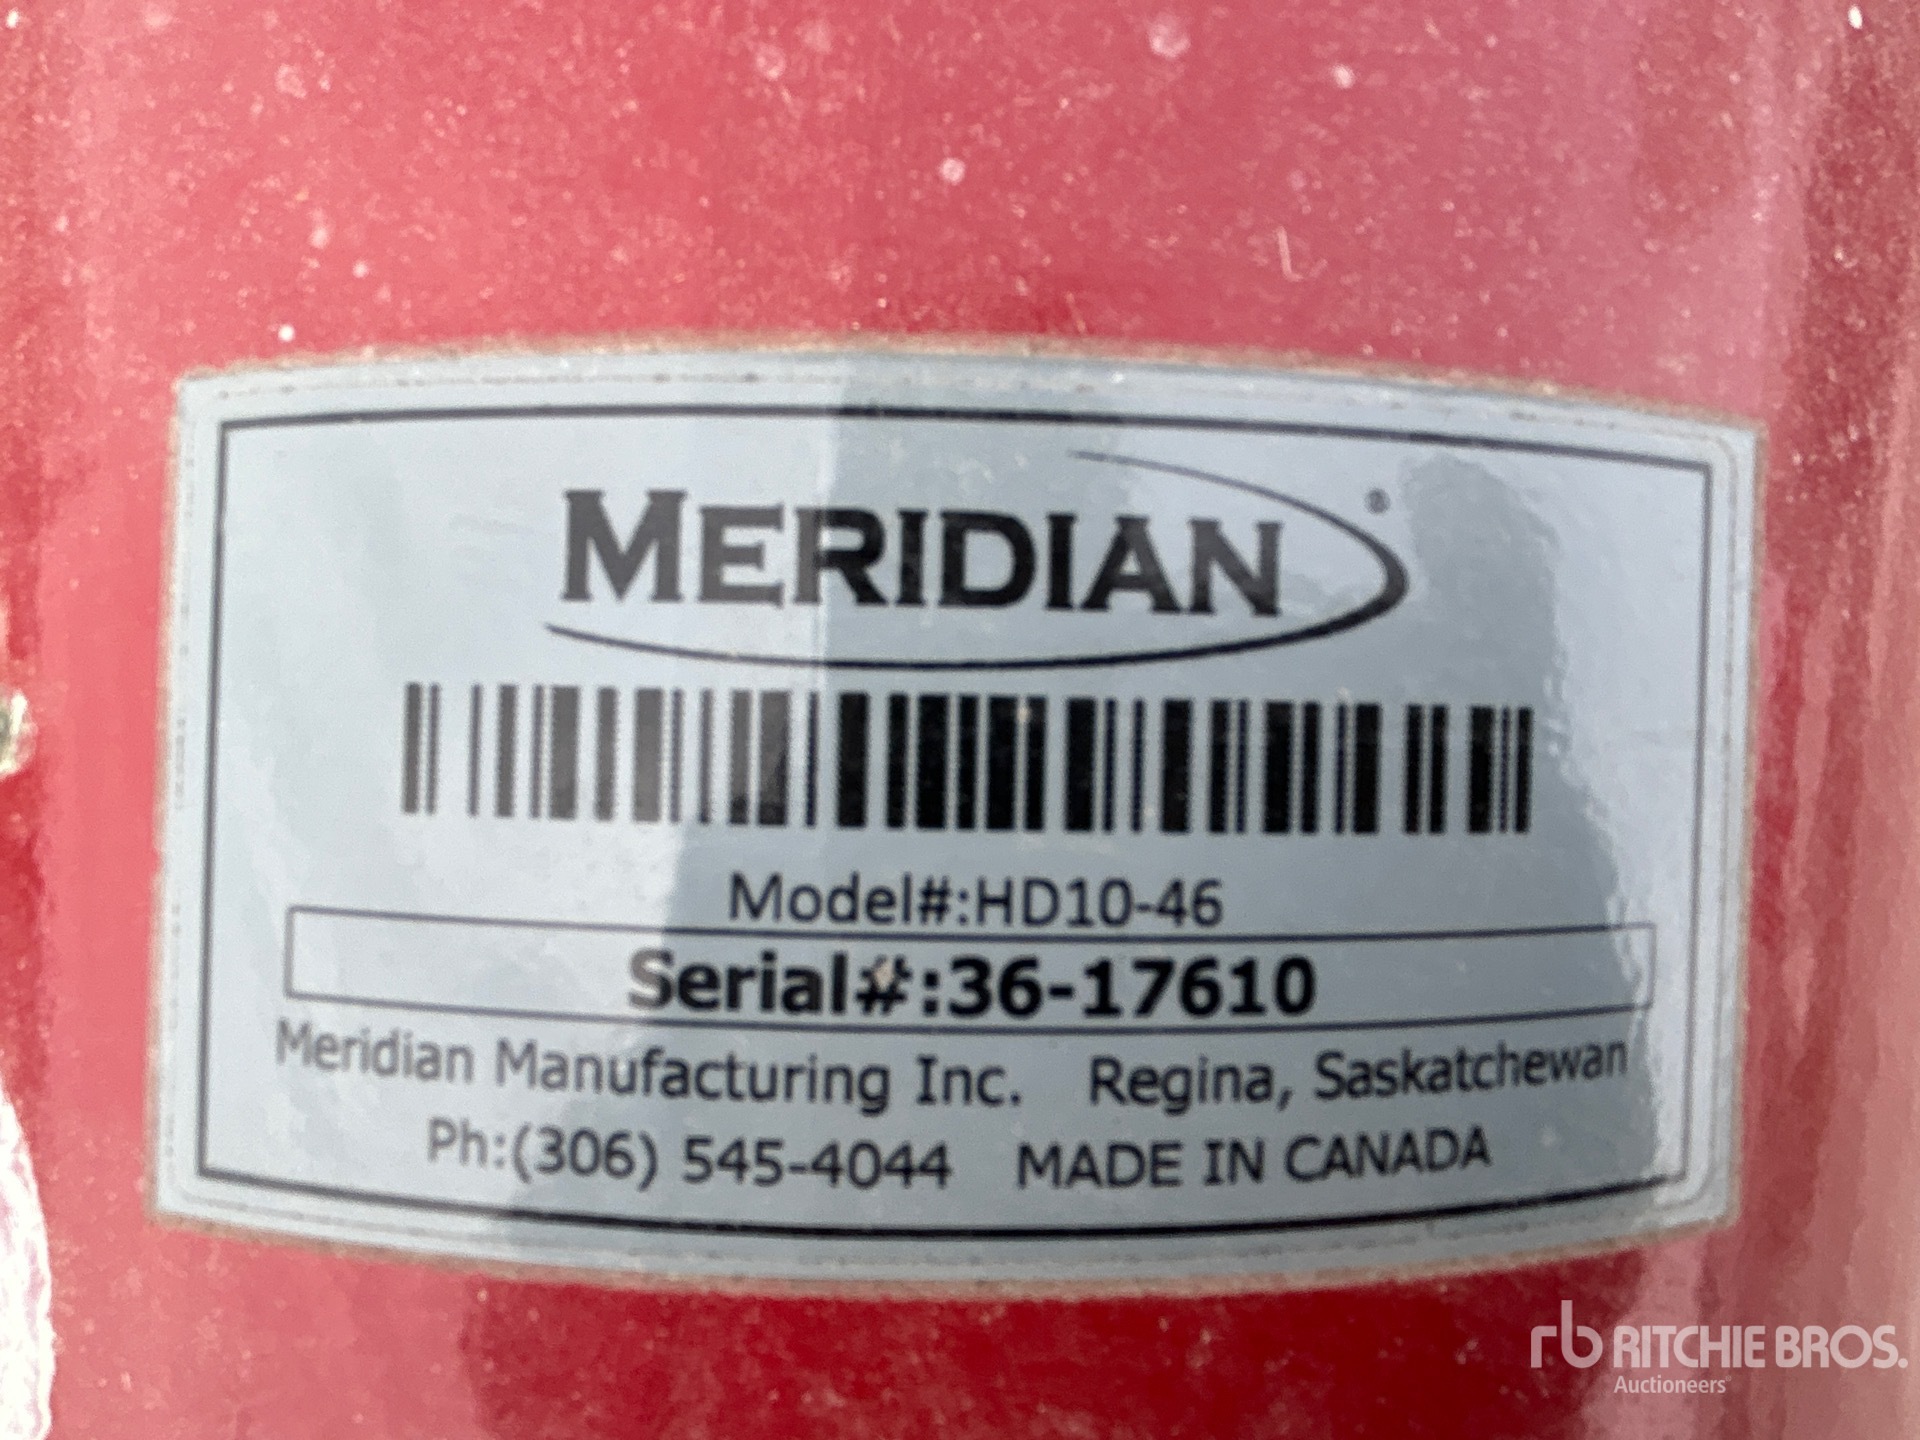 MERIDIAN®
Model#:HD10-46
Serial#:36-17610
Meridian Manufacturing Inc. Regina, Saskatchewan
Ph:(306) 545-4044 MADE IN CANADA
rb RITCHIE BROS.
Auctioneers